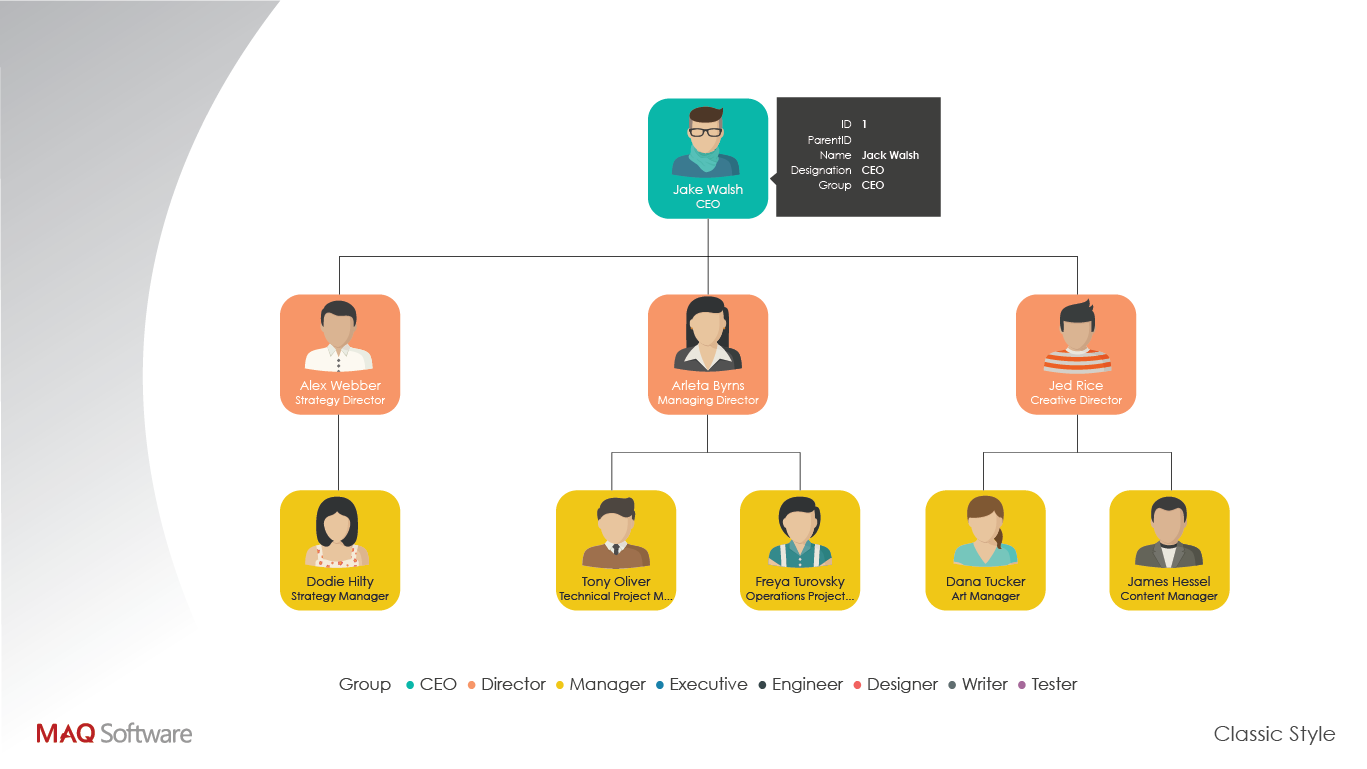 ID 1
ParentID
Name Jack Walsh
Designation CEO
Group CEO
Jake Walsh
CEO
Alex Webber
Strategy Director
Arleta Byrns
Managing Director
Jed Rice
Creative Director
Dodie Hilty
Strategy Manager
Tony Oliver
Technical Project M...
Freya Turovsky
Operations Project...
Dana Tucker
Art Manager
James Hessel
Content Manager
Group CEO Director Manager Executive Engineer Designer Writer Tester
MAQ Software
Classic Style